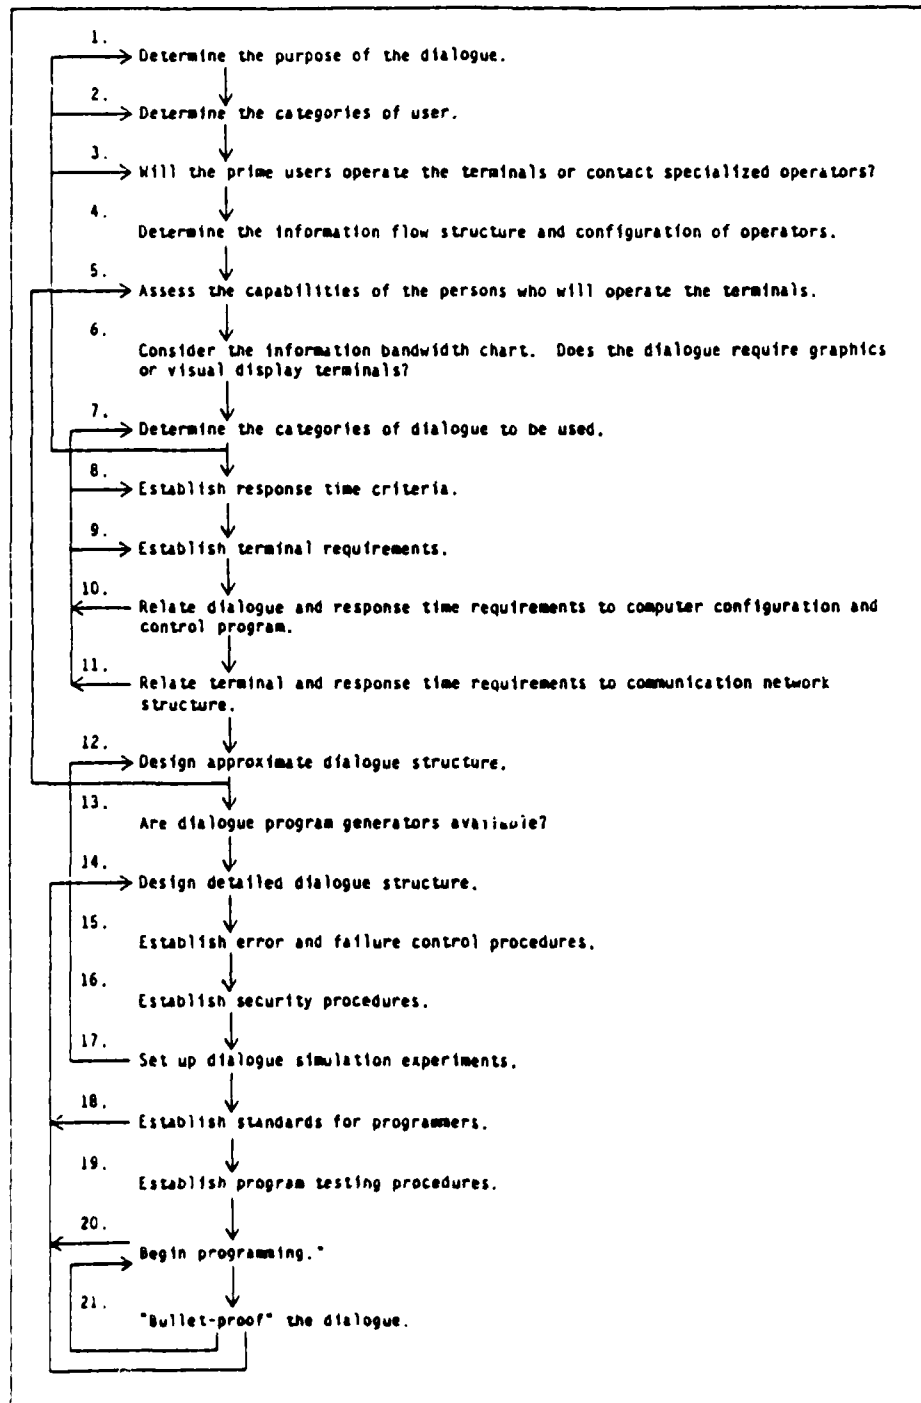 1.
Determine the purpose of the dialogue.
2.
Determine the categories of user.
3.
Will the prime users operate the terminals or contact specialized operators?
4.
Determine the information flow structure and configuration of operators.
5.
Assess the capabilities of the persons who will operate the terminals.
6.
Consider the information bandwidth chart. Does the dialogue require graphics
or visual display terminals?
7.
Determine the categories of dialogue to be used.
8.
Establish response time criteria.
9.
Establish terminal requirements.
10.
Relate dialogue and response time requirements to computer configuration and
control program.
11.
Relate terminal and response time requirements to communication network
structure.
12.
Design approximate dialogue structure.
13.
Are dialogue program generators available?
14.
Design detailed dialogue structure.
15.
Establish error and failure control procedures.
16.
Establish security procedures.
17.
Set up dialogue simulation experiments.
18.
Establish standards for programmers.
19.
Establish program testing procedures.
20.
Begin programming.*
21.
"Bullet-proof" the dialogue.